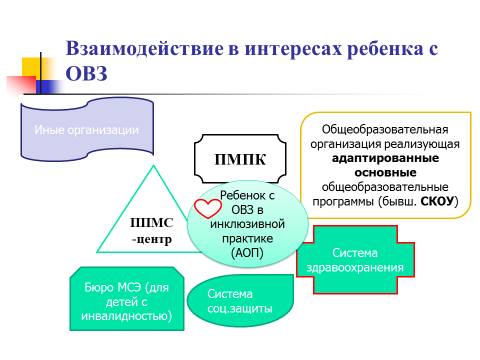 Взаимодействие в интересах ребенка с
ОВЗ
Иные организации
ПМПК
Общеобразовательная
организация реализующая
адаптированные
основные
общеобразовательные
программы (бывш. СКОУ)
ППМС
-центр
Ребенок с
ОВЗ в
инклюзивной
практике
(АОП)
Система
здравоохранения
Бюро МСЭ (для
детей с
инвалидностью)
Система
соц.защиты